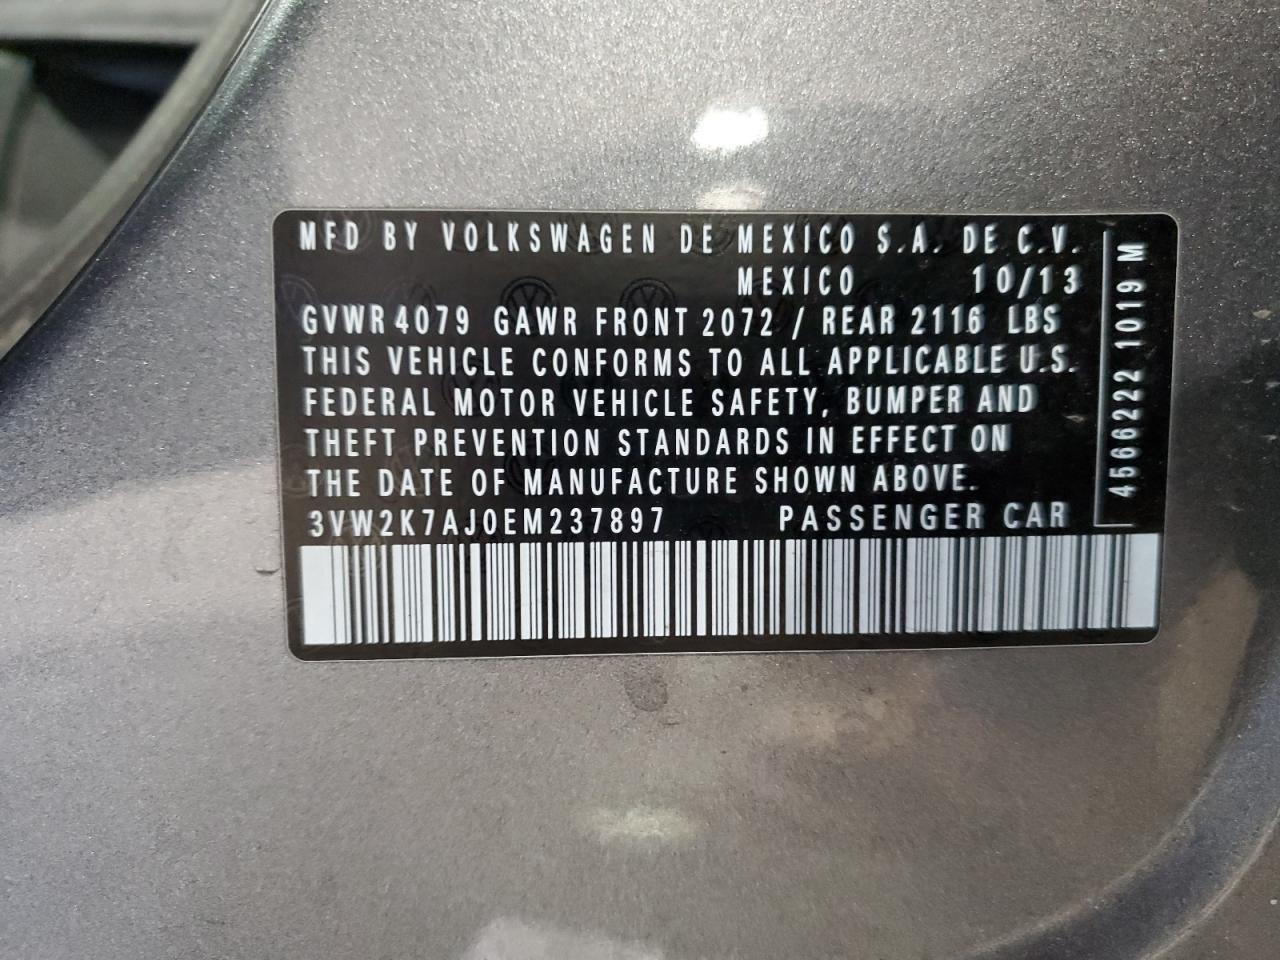 MFD BY VOLKSWAGEN DE MEXICO S.A. DE C.V.
MEXICO 10/13
GVWR 4079 GAWR FRONT 2072 / REAR 2116 LBS
THIS VEHICLE CONFORMS TO ALL APPLICABLE U.S.
FEDERAL MOTOR VEHICLE SAFETY, BUMPER AND
THEFT PREVENTION STANDARDS IN EFFECT ON
THE DATE OF MANUFACTURE SHOWN ABOVE.
3VW2K7AJ0EM237897 PASSENGER CAR
4566222 1019 M